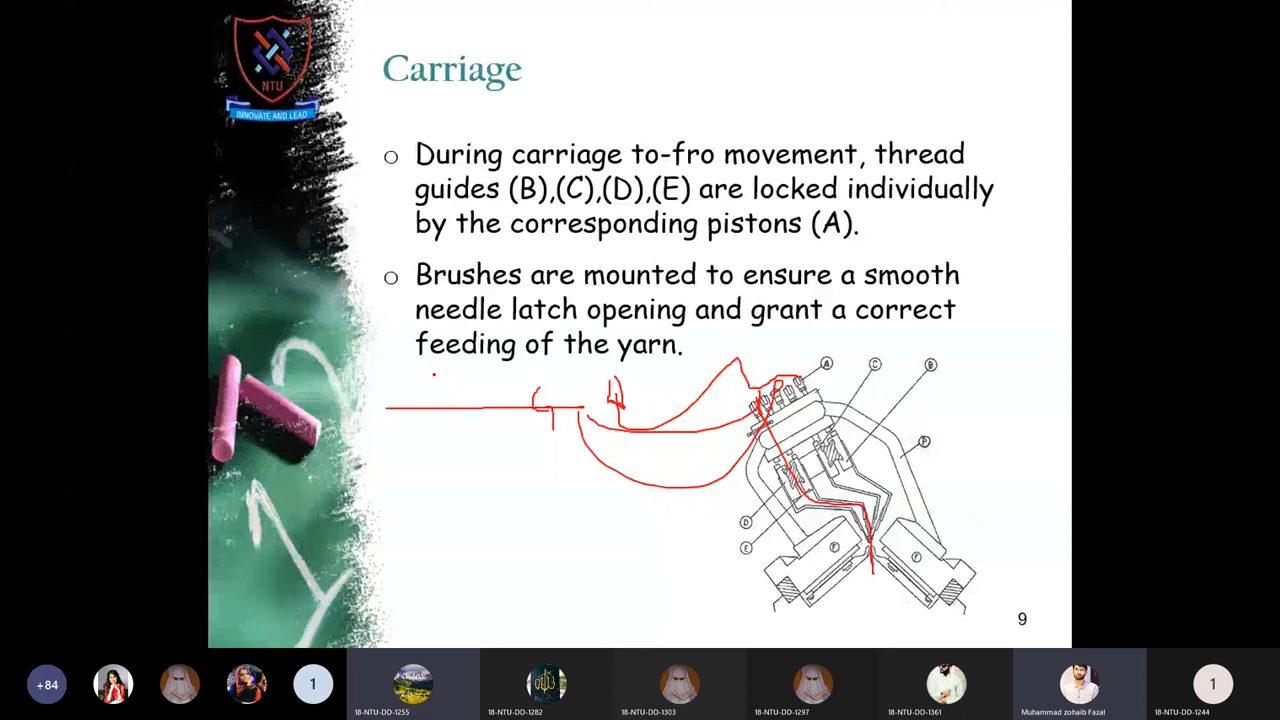 NTU
INNOVATE AND LEAD
Carriage
During carriage to-fro movement, thread
guides (B),(C),(D),(E) are locked individually
by the corresponding pistons (A).
Brushes are mounted to ensure a smooth
needle latch opening and grant a correct
feeding of the yarn.
A
C
B
P
D
E
F
F
9
+84
1
1
18-NTU-DD-1255
18-NTU-DD-1282
18-NTU-DD-1303
18-NTU-DD-1297
18-NTU-DD-1361
Muhammad zohaib Fazal
18-NTU-DD-1244